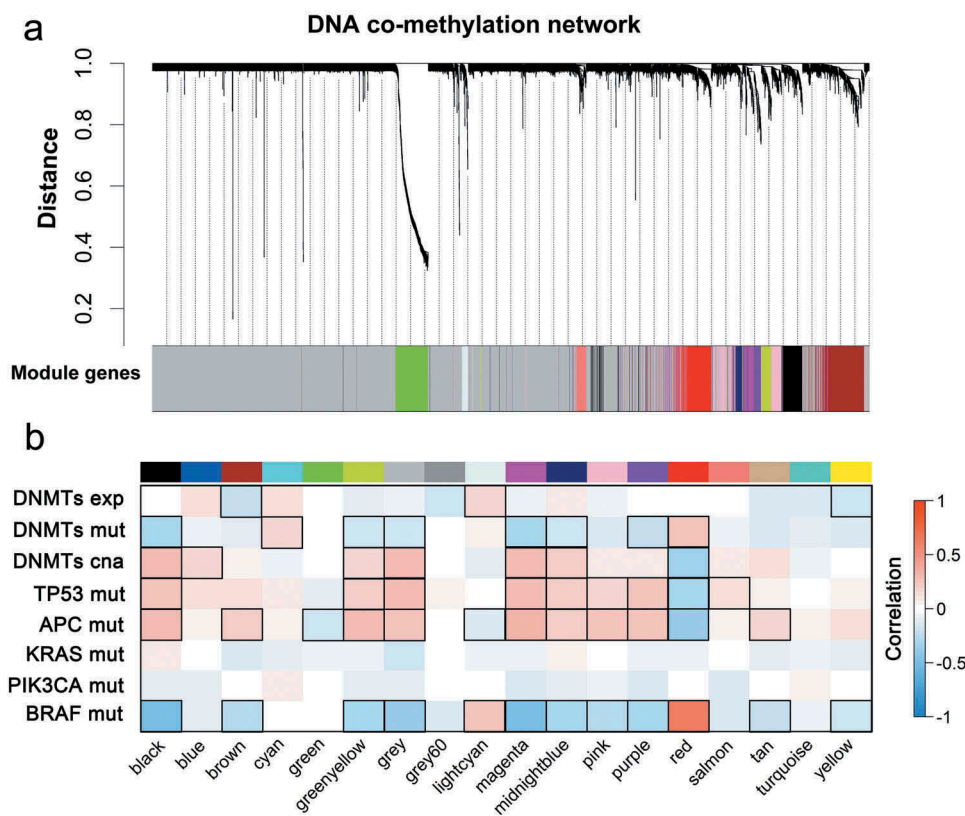 a
DNA co-methylation network
Distance
1.0
0.8
0.6
0.4
0.2
Module genes
b
DNMTs exp
DNMTs mut
DNMTs cna
TP53 mut
APC mut
KRAS mut
PIK3CA mut
BRAF mut
black
blue
brown
cyan
green
greenyellow
grey
grey60
lightcyan
magenta
midnightblue
pink
purple
red
salmon
tan
turquoise
yellow
Correlation
1
0.5
0
-0.5
-1